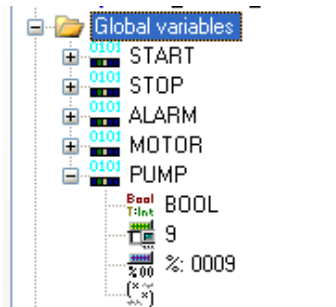 Global variables
0101 START
0101 STOP
0101 ALARM
0101 MOTOR
0101 PUMP
Bool
T:Int BOOL
9
%00 %: 0009
(* *)